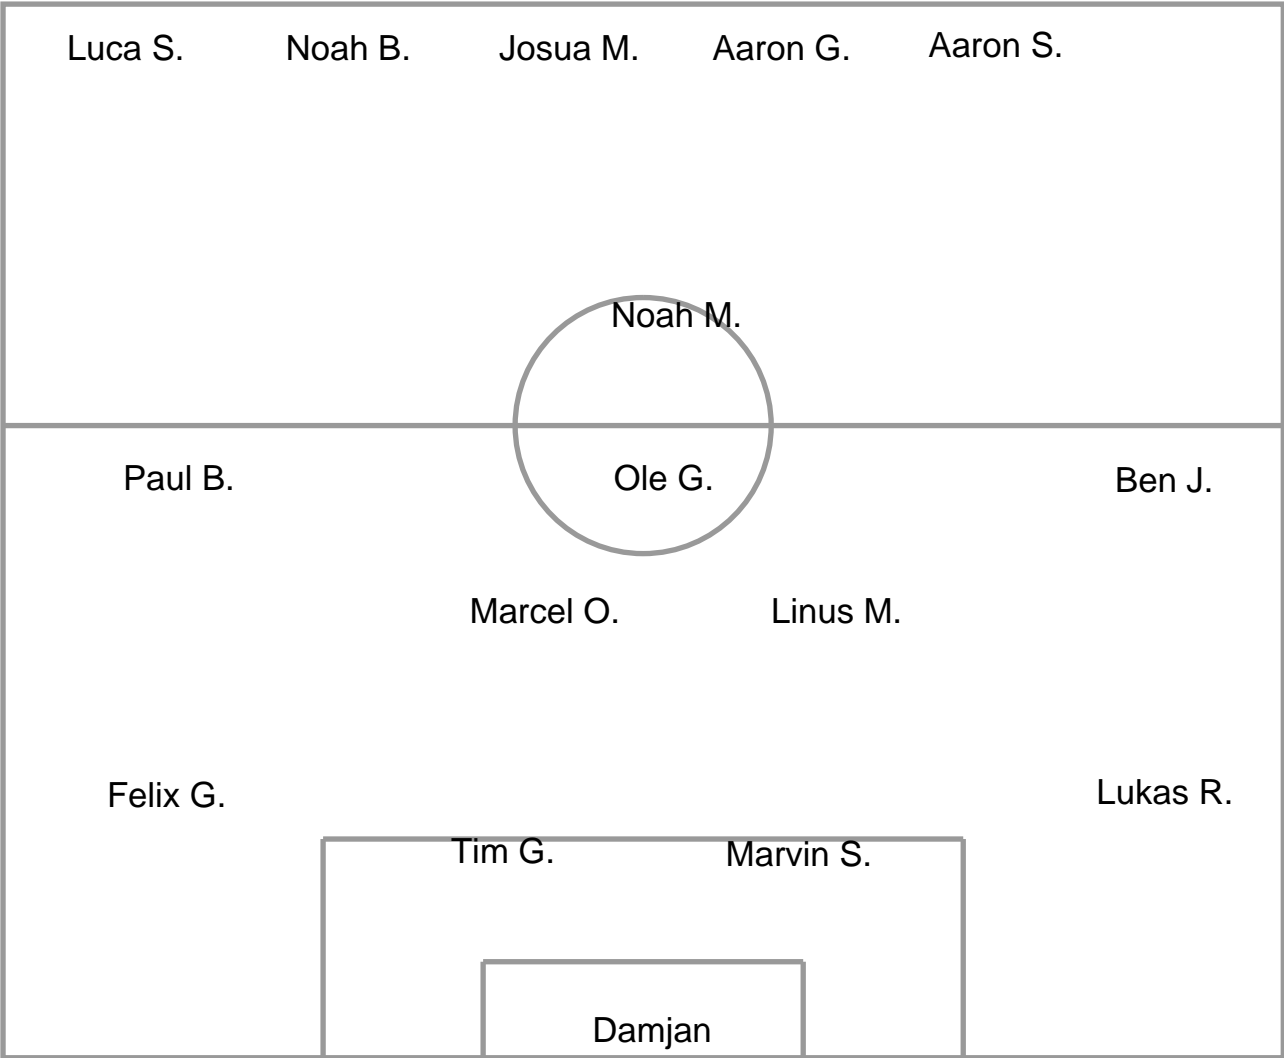 Luca S. Noah B. Josua M. Aaron G. Aaron S.
Noah M.
Paul B. Ole G. Ben J.
Marcel O. Linus M.
Felix G. Lukas R.
Tim G. Marvin S.
Damjan